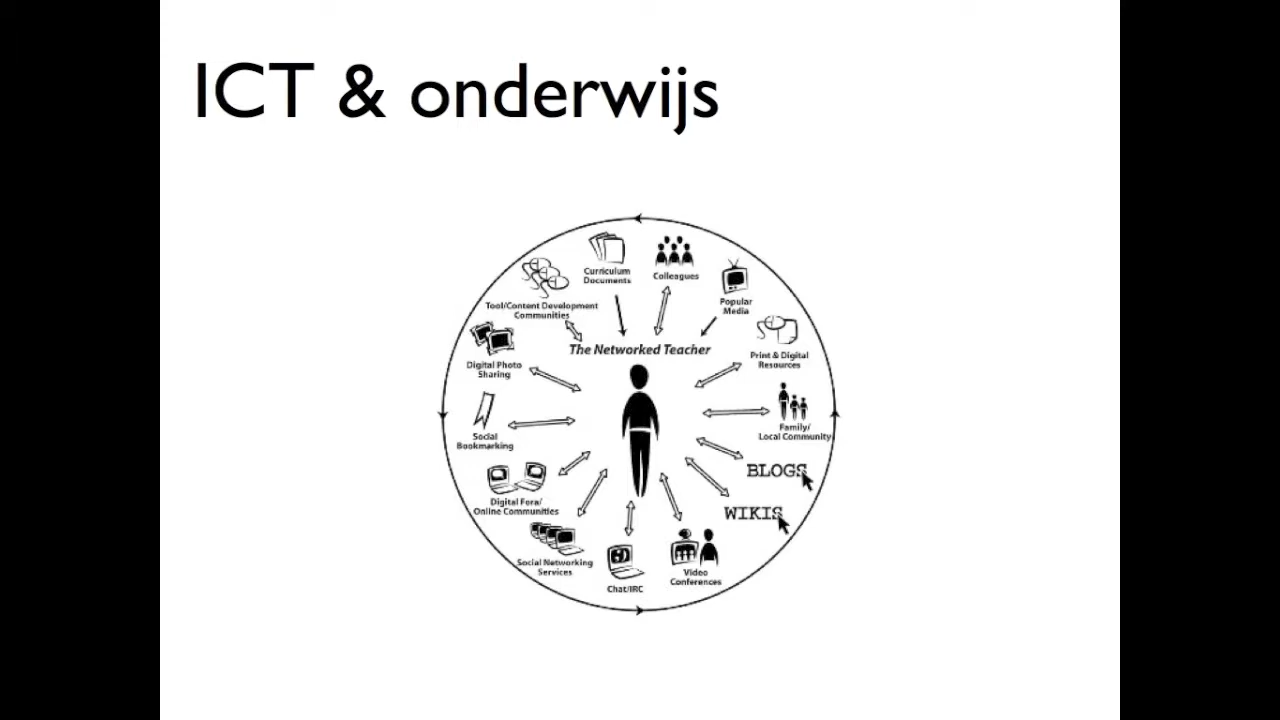 ICT & onderwijs
Curriculum
Documents
Colleagues
Popular
Media
Tool/Content Development
Communities
Print & Digital
Resources
The Networked Teacher
Digital Photo
Sharing
Family/
Local Community
Social
Bookmarking
BLOGS
Digital Fora/
Online Communities
WIKIS
Social Networking
Services
Video
Conferences
Chat/IRC